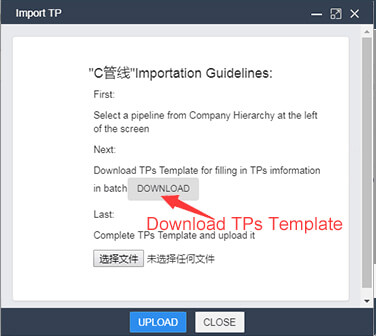 Import TP
"C管线"Importation Guidelines:
First:
Select a pipeline from Company Hierarchy at the left
of the screen
Next:
Download TPs Template for filling in TPs imformation
in batch DOWNLOAD
Download TPs Template
Last:
Complete TPs Template and upload it
选择文件 未选择任何文件
UPLOAD CLOSE